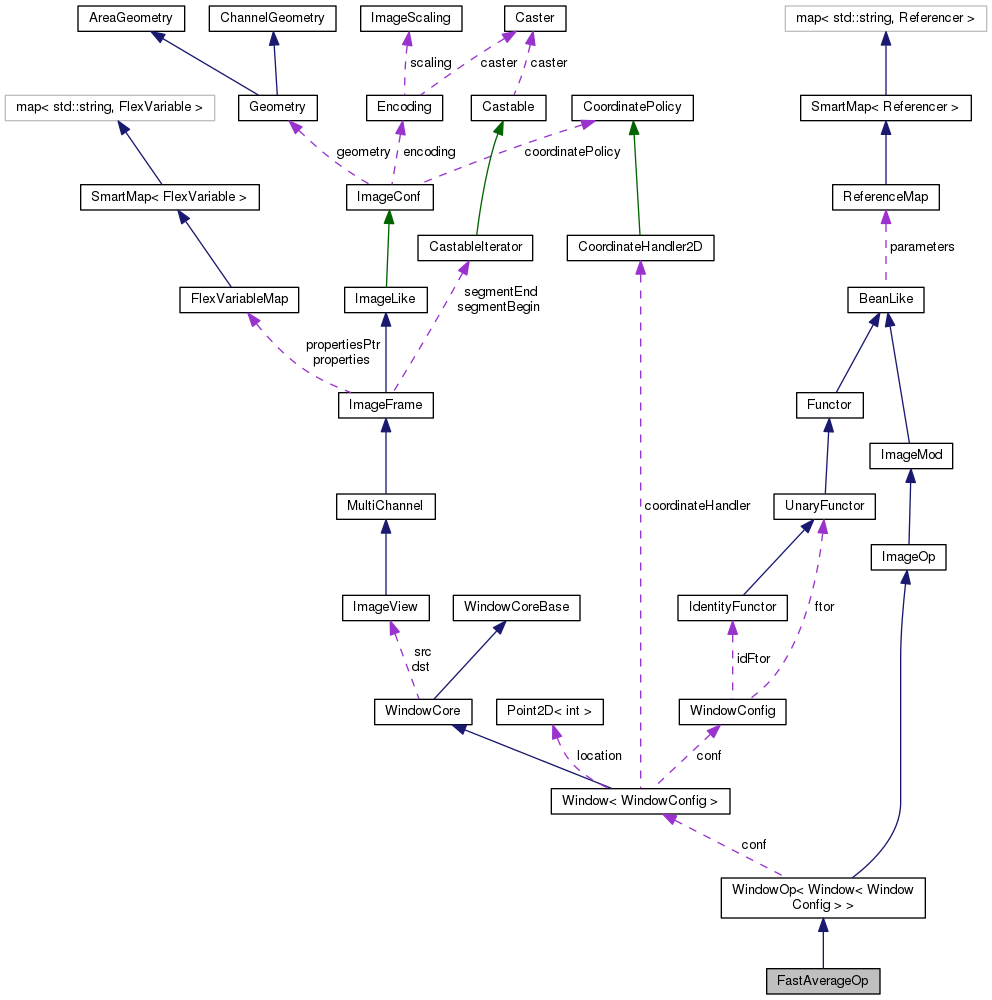 AreaGeometry
ChannelGeometry
ImageScaling
Caster
map< std::string, Referencer >
scaling
caster
caster
map< std::string, FlexVariable >
Geometry
Encoding
Castable
CoordinatePolicy
SmartMap< Referencer >
geometry
encoding
coordinatePolicy
SmartMap< FlexVariable >
ImageConf
ReferenceMap
CastableIterator
CoordinateHandler2D
parameters
FlexVariableMap
ImageLike
segmentEnd
segmentBegin
BeanLike
propertiesPtr
properties
ImageFrame
Functor
ImageMod
MultiChannel
coordinateHandler
UnaryFunctor
ImageOp
ImageView
WindowCoreBase
IdentityFunctor
ftor
src
dst
idFtor
WindowCore
Point2D< int >
WindowConfig
location
conf
Window< WindowConfig >
conf
WindowOp< Window< Window
Config > >
FastAverageOp